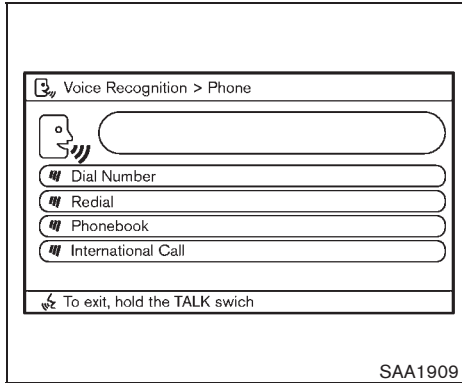 Voice Recognition > Phone
Dial Number
Redial
Phonebook
International Call
To exit, hold the TALK swich
SAA1909